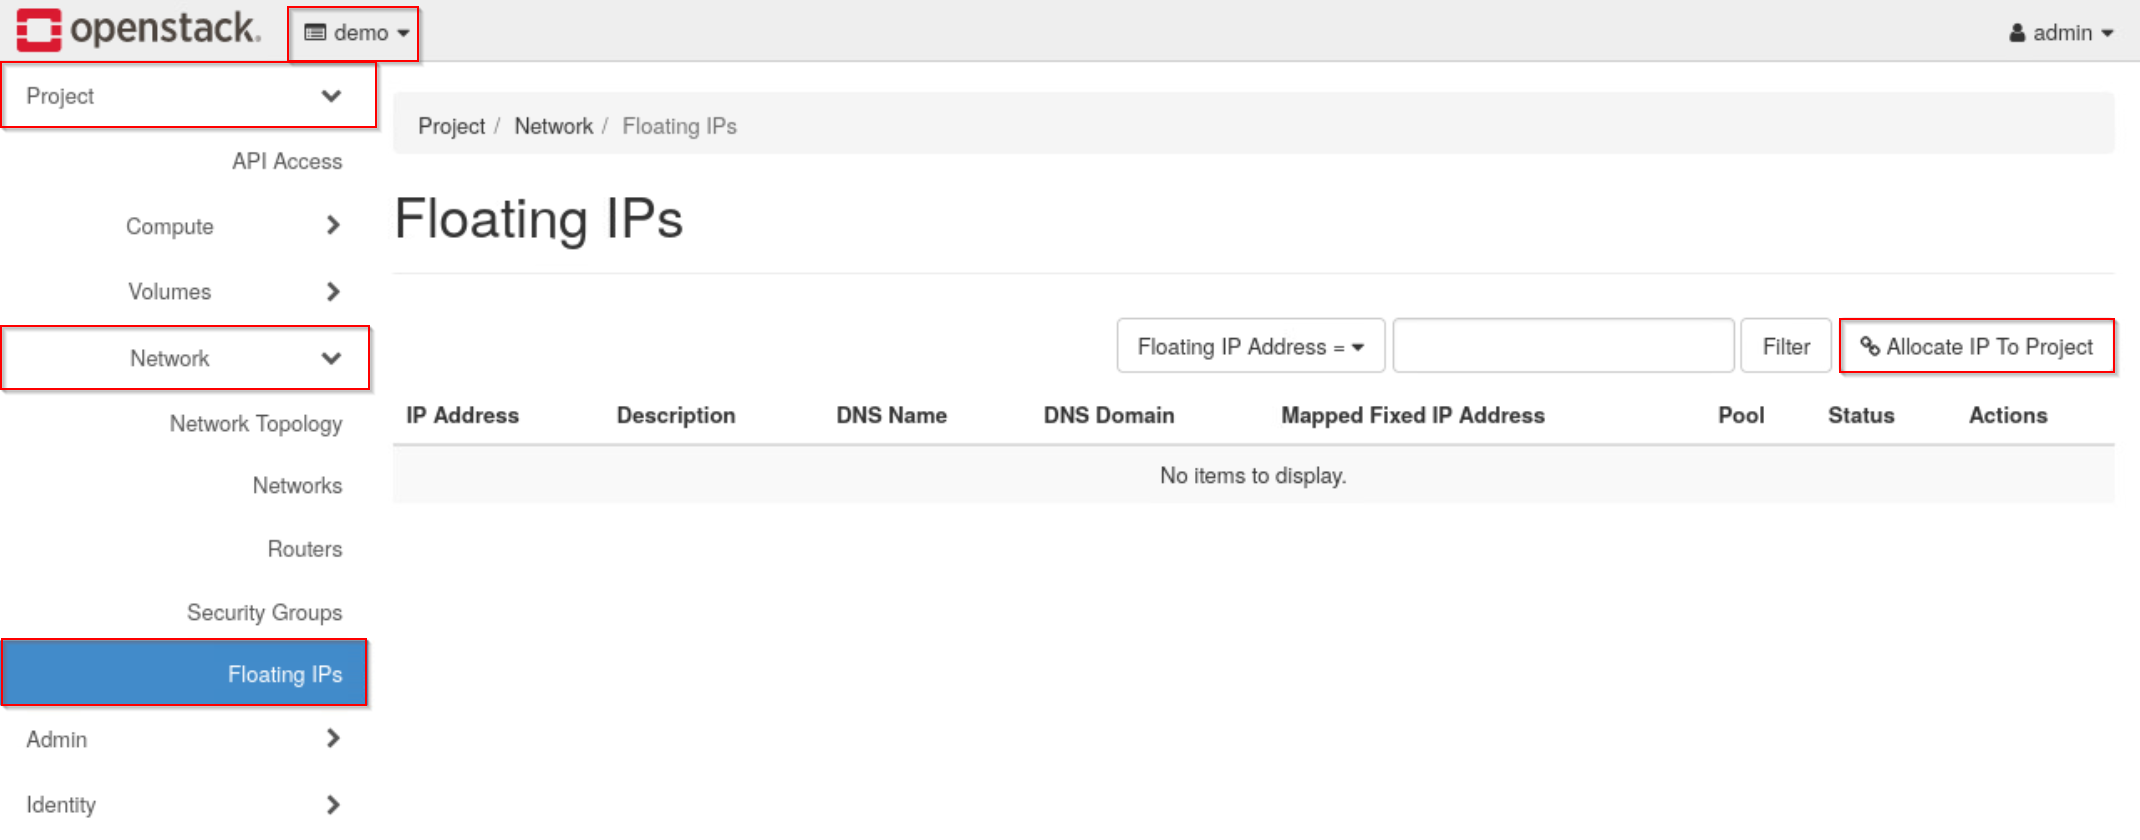 openstack. demo admin
Project
Project / Network / Floating IPs
API Access
Compute
Volumes
Network
Network Topology
Networks
Routers
Security Groups
Floating IPs
Admin
Identity
Floating IPs
Floating IP Address = Filter Allocate IP To Project
IP Address Description DNS Name DNS Domain Mapped Fixed IP Address Pool Status Actions
No items to display.